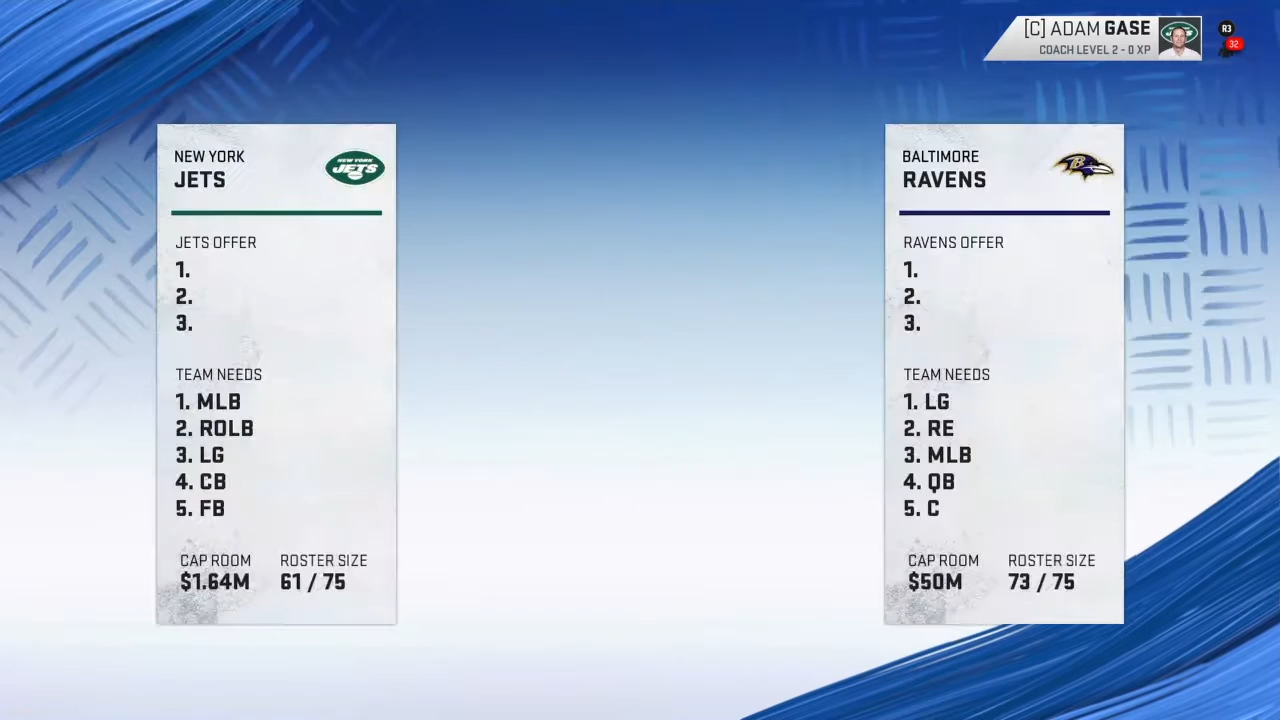 [C] ADAM GASE
COACH LEVEL 2 - 0 XP
R3
32
NEW YORK
JETS
NEW YORK
JETS
JETS OFFER
1.
2.
3.
TEAM NEEDS
1. MLB
2. ROLB
3. LG
4. CB
5. FB
CAP ROOM ROSTER SIZE
$1.64M 61 / 75
BALTIMORE
RAVENS
B
RAVENS OFFER
1.
2.
3.
TEAM NEEDS
1. LG
2. RE
3. MLB
4. QB
5. C
CAP ROOM ROSTER SIZE
$50M 73 / 75